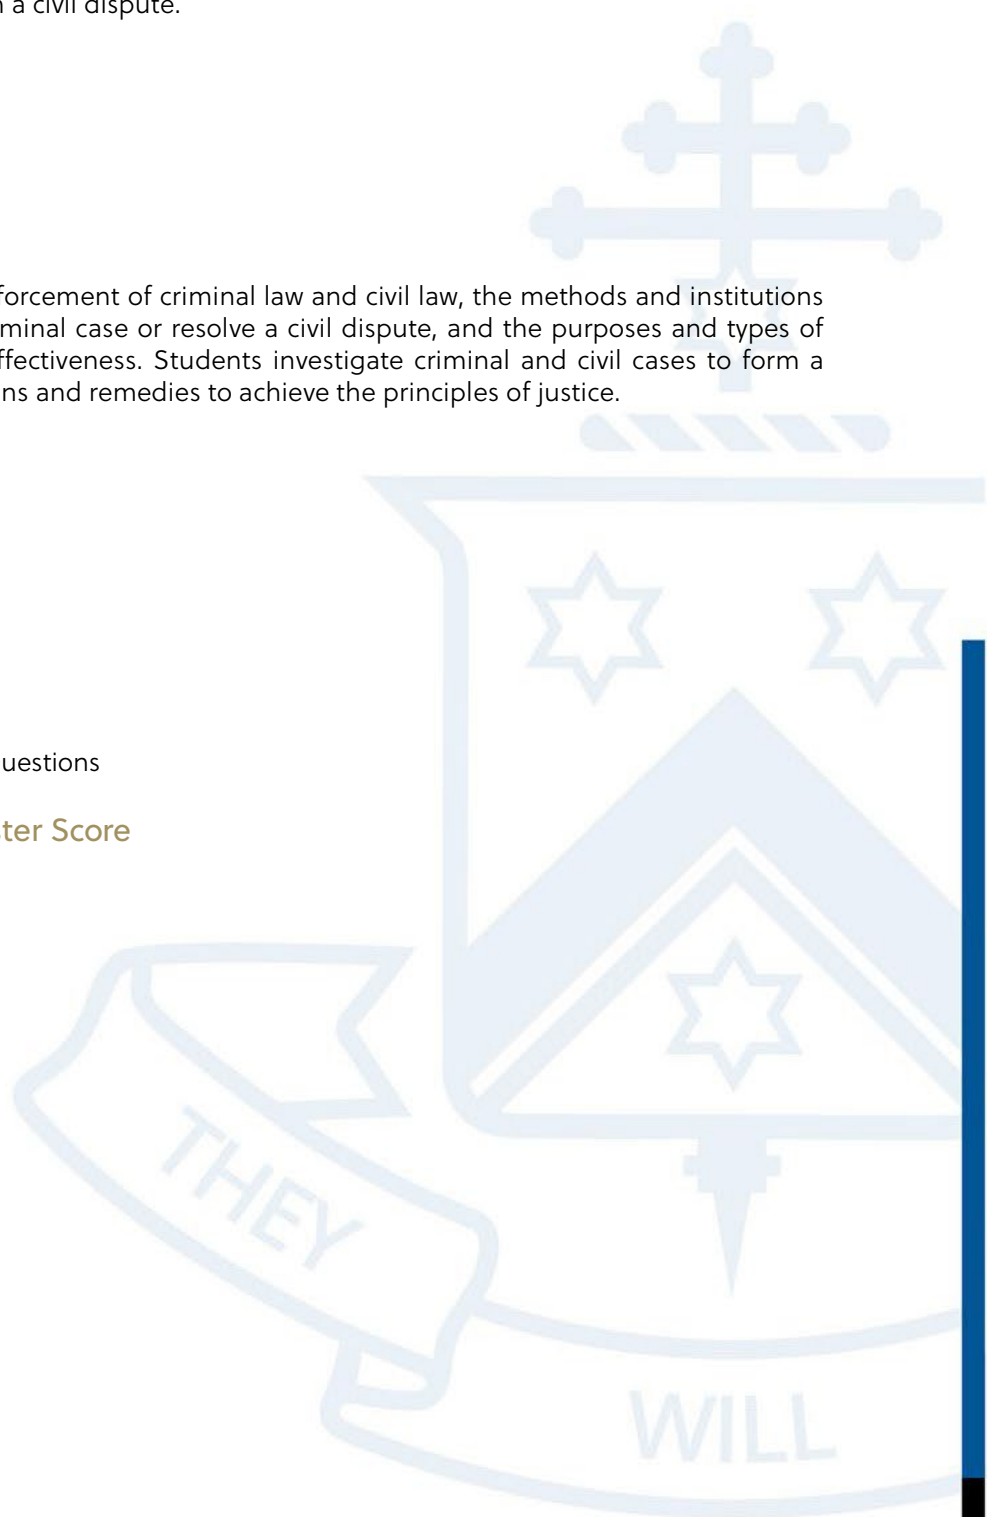 a civil dispute.
forcement of criminal law and civil law, the methods and institutions
minal case or resolve a civil dispute, and the purposes and types of
ffectiveness. Students investigate criminal and civil cases to form a
ns and remedies to achieve the principles of justice.
uestions
ter Score
THEY
WILL